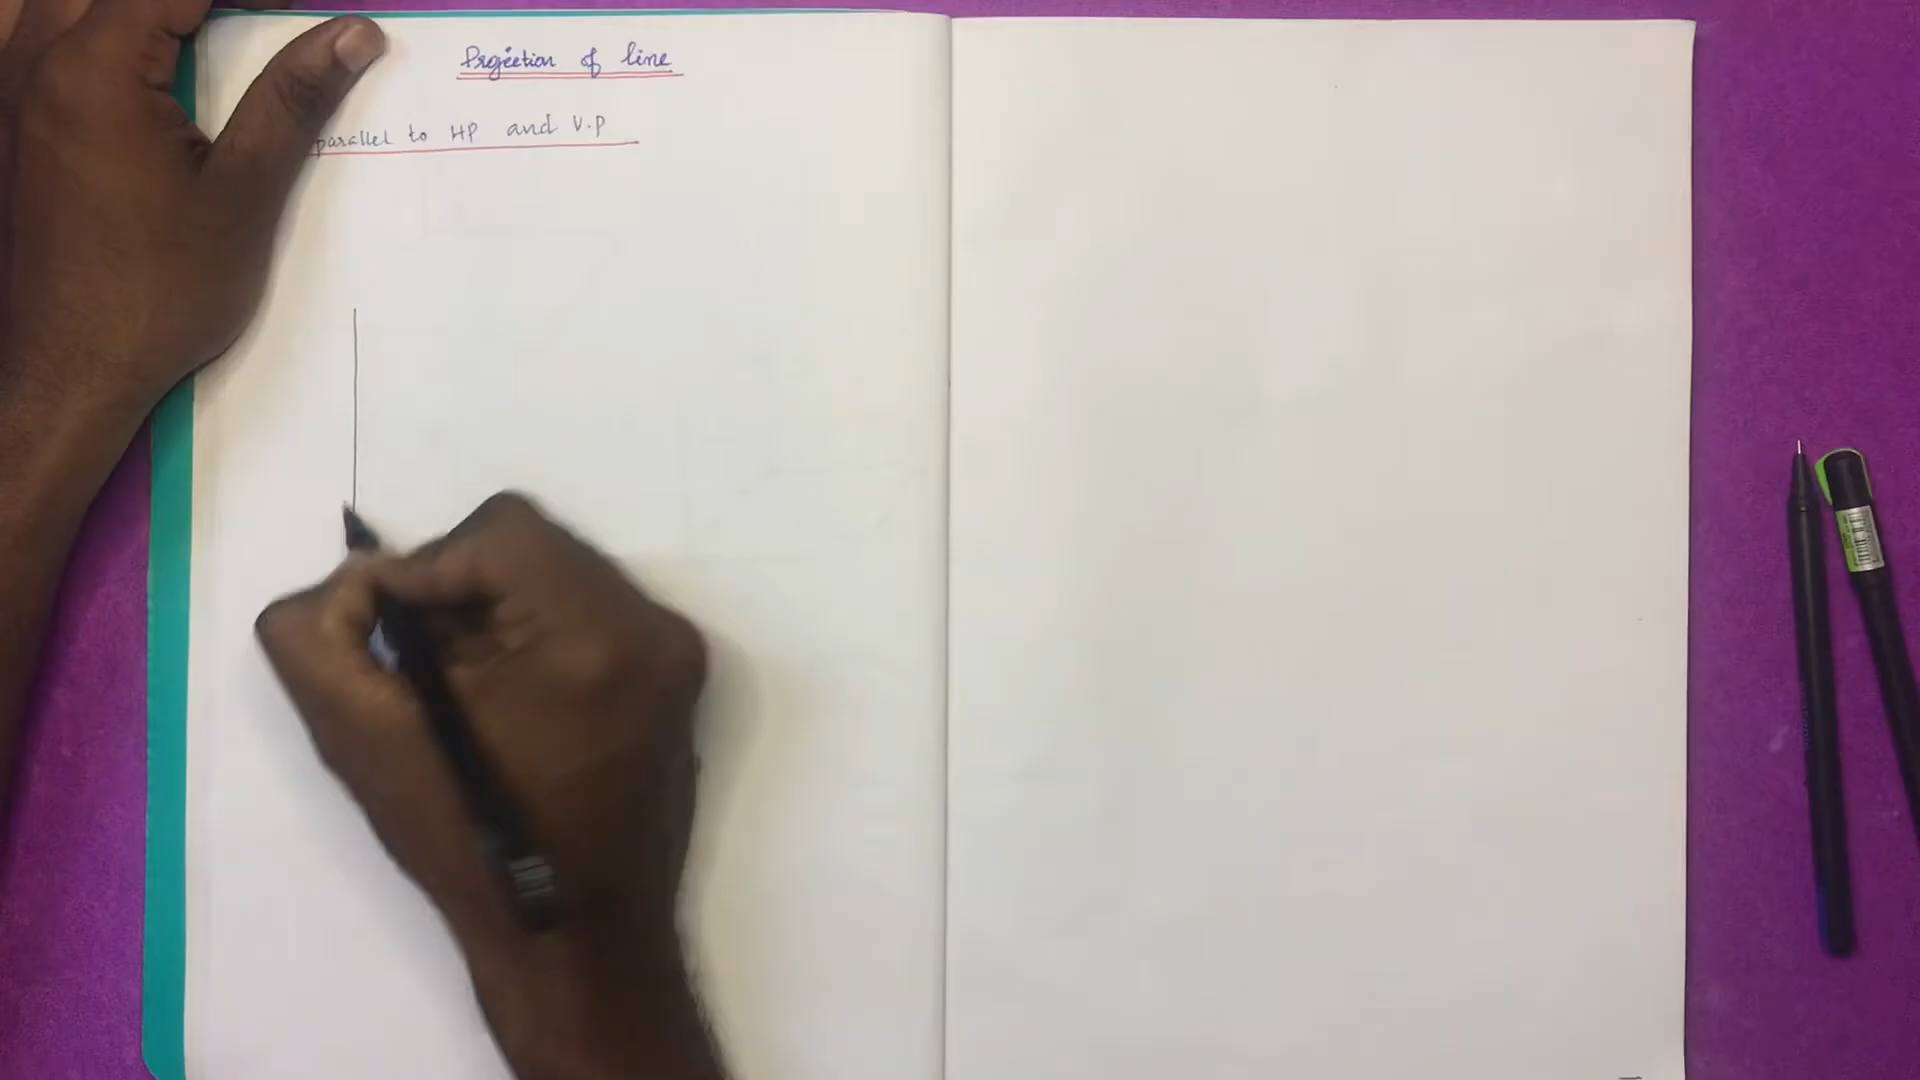 Projection of line
parallel to HP and V.P